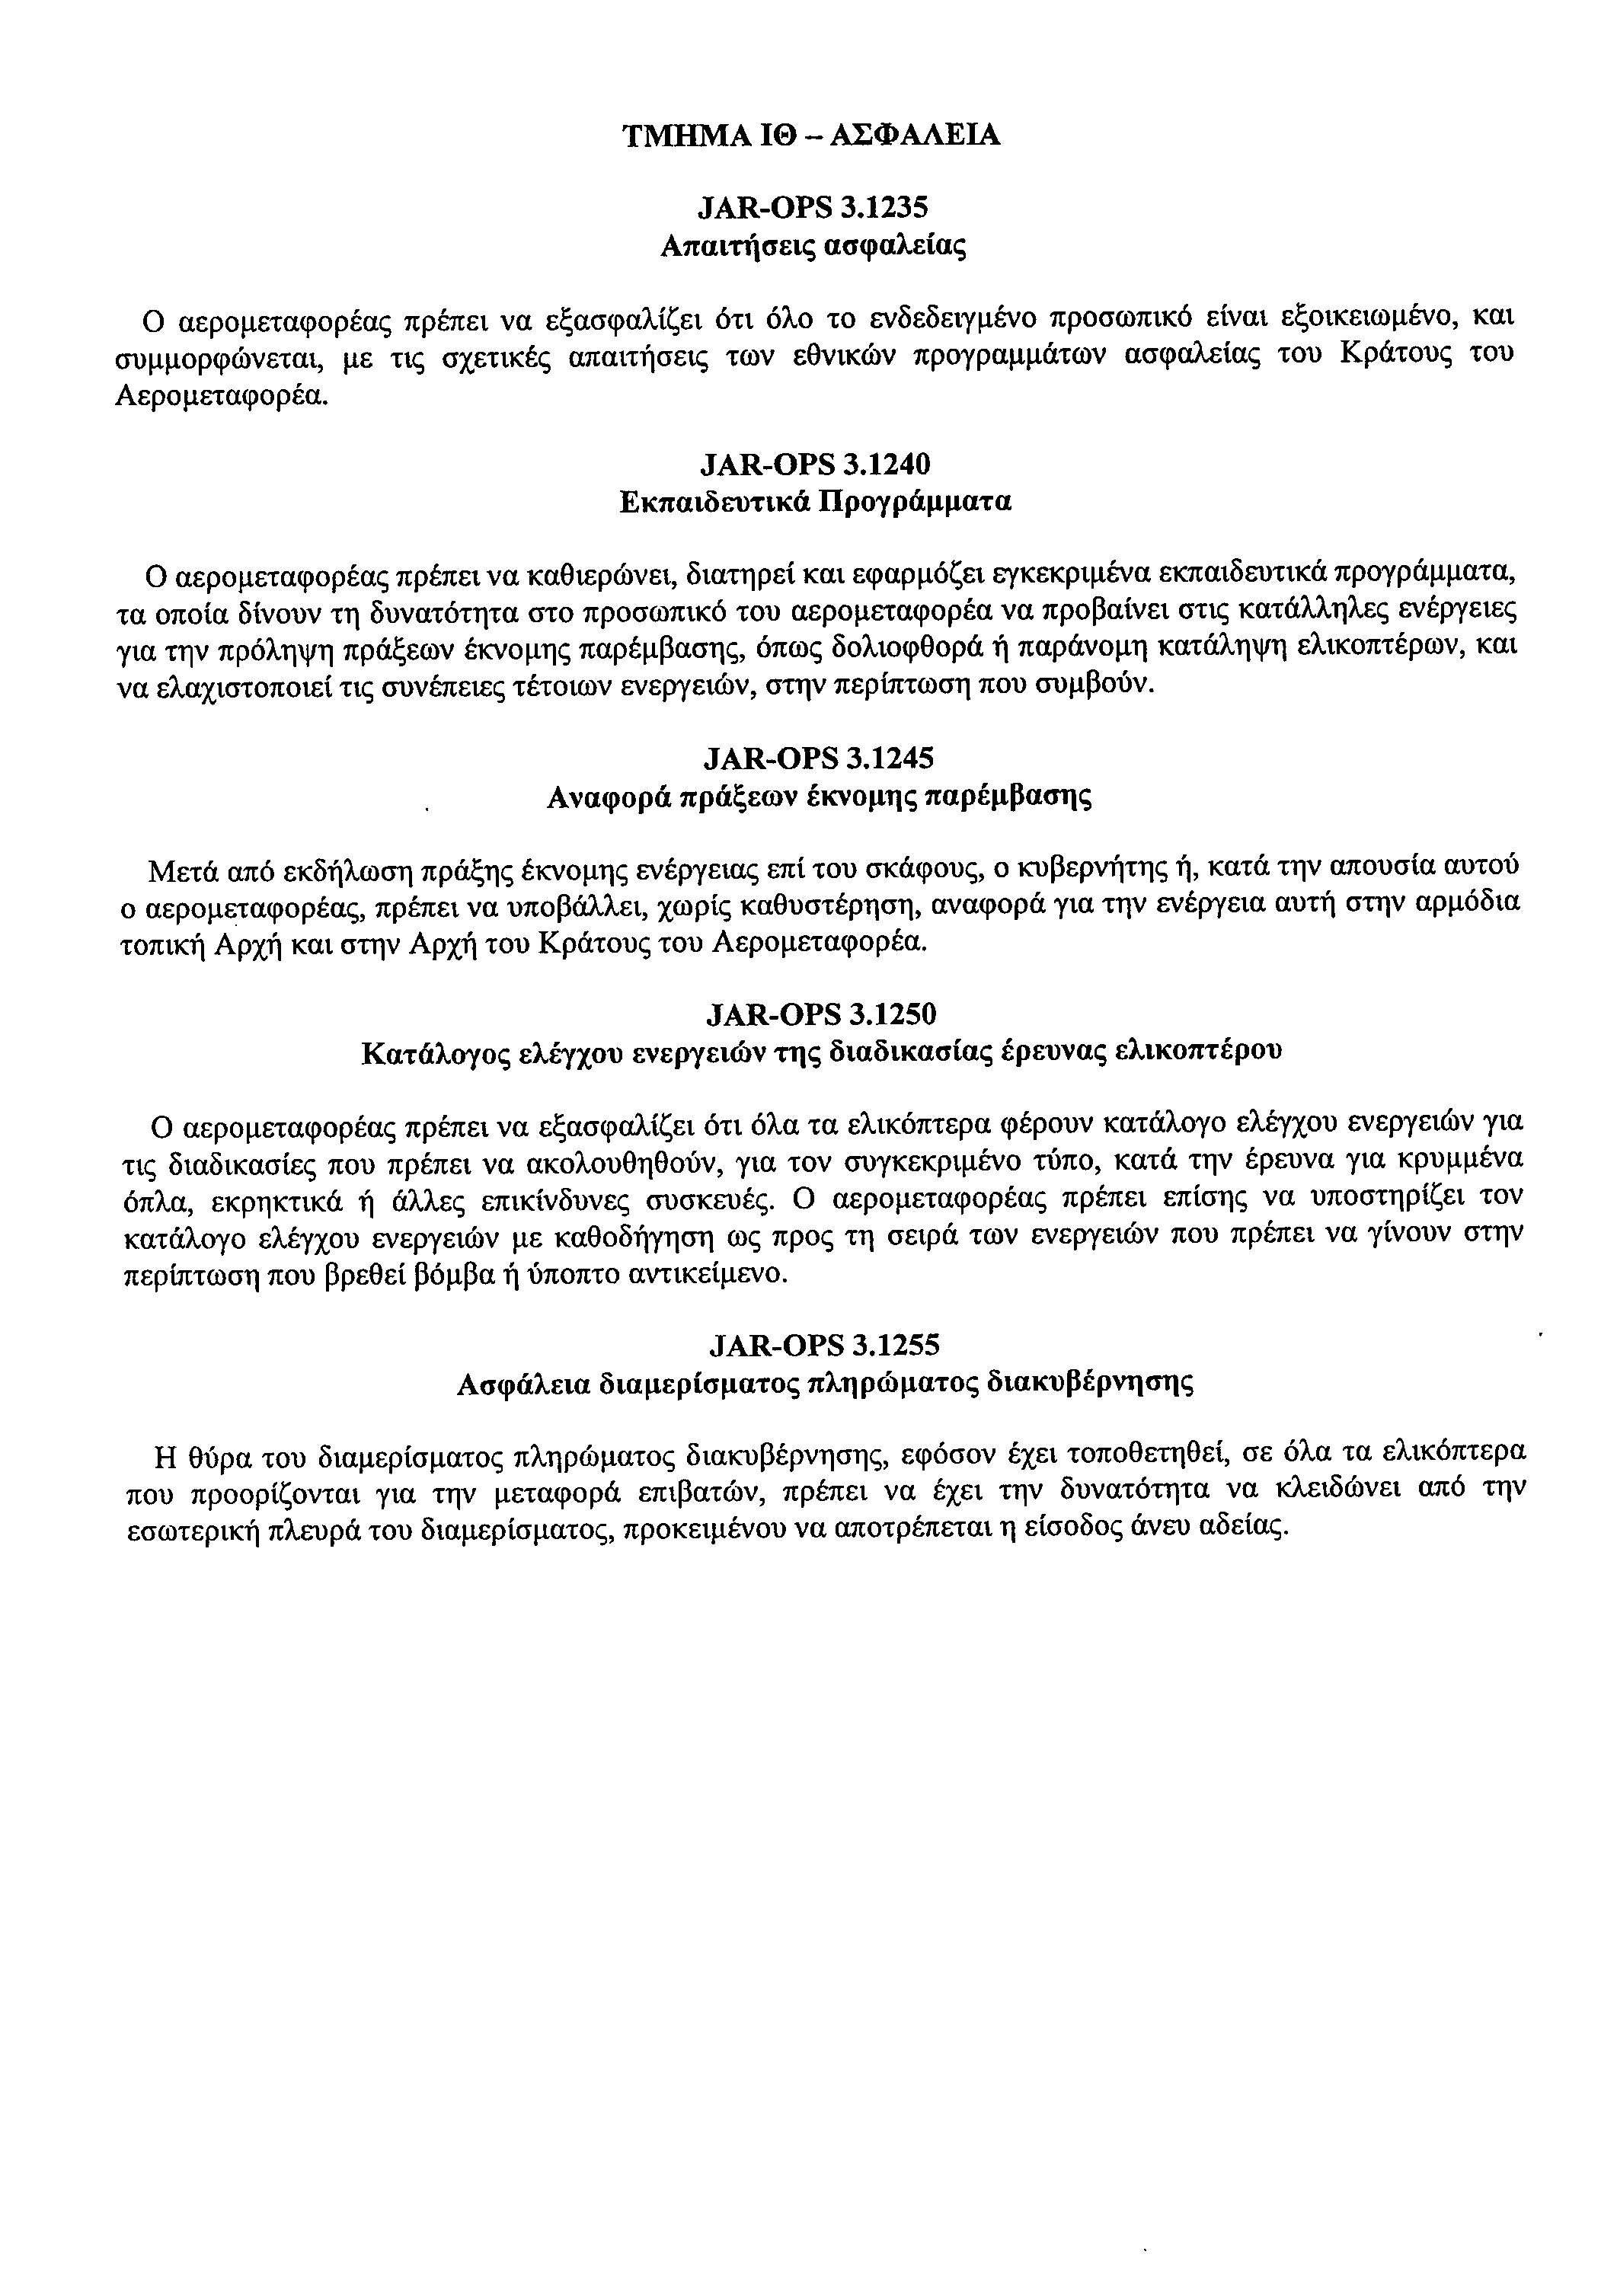 ΤΜΗΜΑ ΙΘ – ΑΣΦΑΛΕΙΑ
JAR-OPS 3.1235
Απαιτήσεις ασφαλείας
Ο αερομεταφορέας πρέπει να εξασφαλίζει ότι όλο το ενδεδειγμένο προσωπικό είναι εξοικειωμένο, και
συμμορφώνεται, με τις σχετικές απαιτήσεις των εθνικών προγραμμάτων ασφαλείας του Κράτους του
Αερομεταφορέα.
JAR-OPS 3.1240
Εκπαιδευτικά Προγράμματα
Ο αερομεταφορέας πρέπει να καθιερώνει, διατηρεί και εφαρμόζει εγκεκριμένα εκπαιδευτικά προγράμματα,
τα οποία δίνουν τη δυνατότητα στο προσωπικό του αερομεταφορέα να προβαίνει στις κατάλληλες ενέργειες
για την πρόληψη πράξεων έκνομης παρέμβασης, όπως δολιοφθορά ή παράνομη κατάληψη ελικοπτέρων, και
να ελαχιστοποιεί τις συνέπειες τέτοιων ενεργειών, στην περίπτωση που συμβούν.
JAR-OPS 3.1245
Αναφορά πράξεων έκνομης παρέμβασης
Μετά από εκδήλωση πράξης έκνομης ενέργειας επί του σκάφους, ο κυβερνήτης ή, κατά την απουσία αυτού
ο αερομεταφορέας, πρέπει να υποβάλλει, χωρίς καθυστέρηση, αναφορά για την ενέργεια αυτή στην αρμόδια
τοπική Αρχή και στην Αρχή του Κράτους του Αερομεταφορέα.
JAR-OPS 3.1250
Κατάλογος ελέγχου ενεργειών της διαδικασίας έρευνας ελικοπτέρου
Ο αερομεταφορέας πρέπει να εξασφαλίζει ότι όλα τα ελικόπτερα φέρουν κατάλογο ελέγχου ενεργειών για
τις διαδικασίες που πρέπει να ακολουθηθούν, για τον συγκεκριμένο τύπο, κατά την έρευνα για κρυμμένα
όπλα, εκρηκτικά ή άλλες επικίνδυνες συσκευές. Ο αερομεταφορέας πρέπει επίσης να υποστηρίζει τον
κατάλογο ελέγχου ενεργειών με καθοδήγηση ως προς τη σειρά των ενεργειών που πρέπει να γίνουν στην
περίπτωση που βρεθεί βόμβα ή ύποπτο αντικείμενο.
JAR-OPS 3.1255
Ασφάλεια διαμερίσματος πληρώματος διακυβέρνησης
Η θύρα του διαμερίσματος πληρώματος διακυβέρνησης, εφόσον έχει τοποθετηθεί, σε όλα τα ελικόπτερα
που προορίζονται για την μεταφορά επιβατών, πρέπει να έχει την δυνατότητα να κλειδώνει από την
εσωτερική πλευρά του διαμερίσματος, προκειμένου να αποτρέπεται η είσοδος άνευ αδείας.